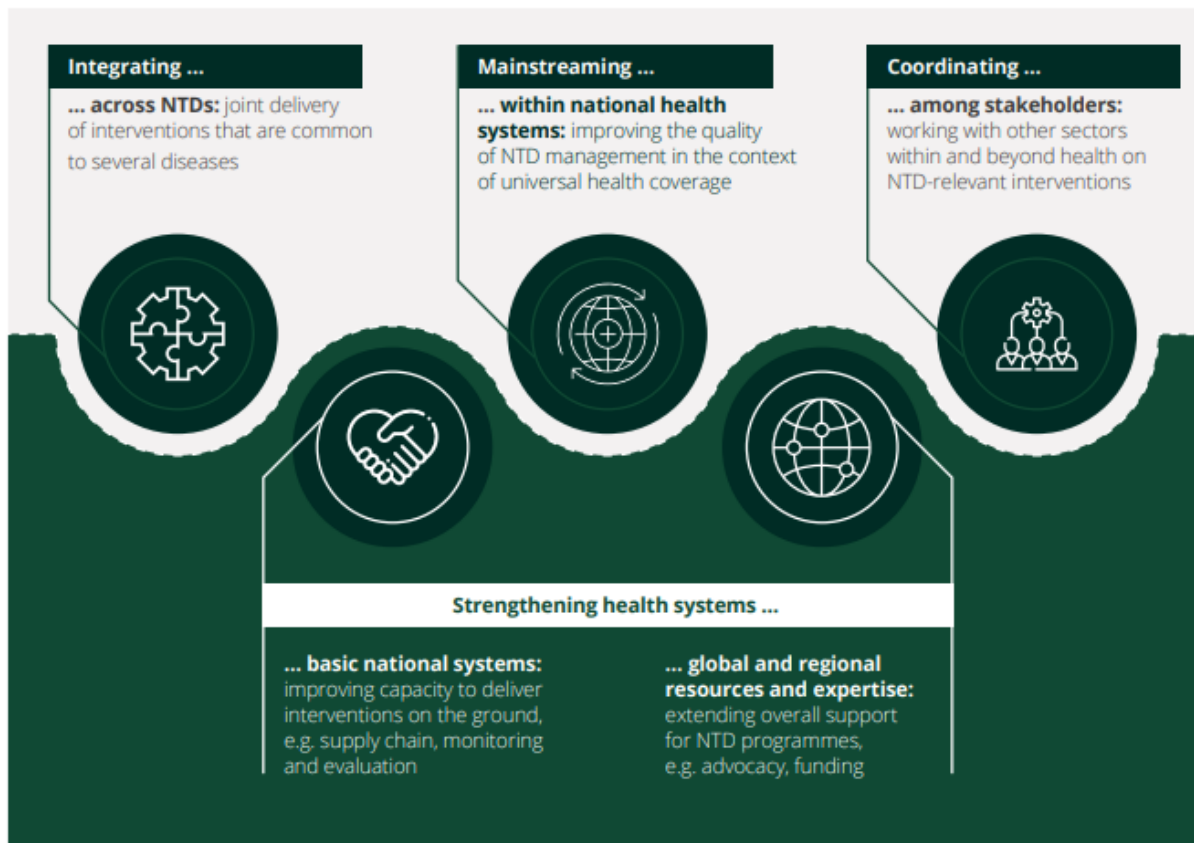 Integrating ...
... across NTDs: joint delivery
of interventions that are common
to several diseases
Mainstreaming ...
... within national health
systems: improving the quality
of NTD management in the context
of universal health coverage
Coordinating ...
... among stakeholders:
working with other sectors
within and beyond health on
NTD-relevant interventions
Strengthening health systems ...
... basic national systems:
improving capacity to deliver
interventions on the ground,
e.g. supply chain, monitoring
and evaluation
... global and regional
resources and expertise:
extending overall support
for NTD programmes,
e.g. advocacy, funding